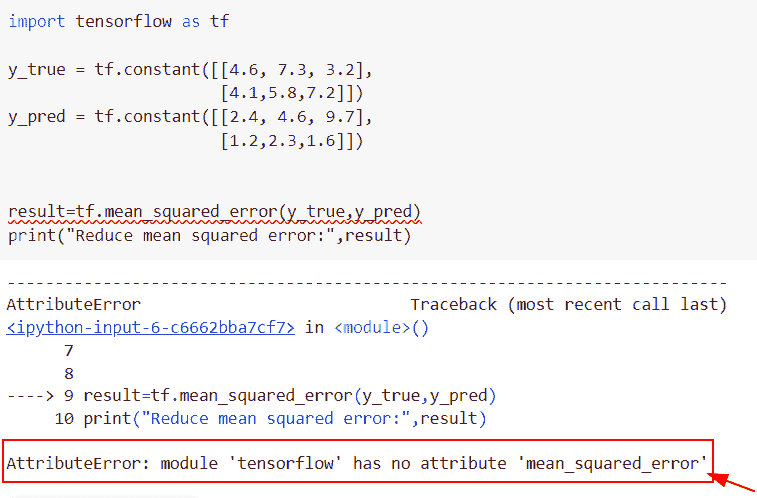 import tensorflow as tf
y_true = tf.constant([[4.6, 7.3, 3.2],
[4.1,5.8,7.2]])
y_pred = tf.constant([[2.4, 4.6, 9.7],
[1.2,2.3,1.6]])
result=tf.mean_squared_error(y_true,y_pred)
print("Reduce mean squared error:",result)
---------------------------------------------------------------------------
AttributeError                            Traceback (most recent call last)
<ipython-input-6-c6662bba7cf7> in <module>()
7
8
----> 9 result=tf.mean_squared_error(y_true,y_pred)
10 print("Reduce mean squared error:",result)
AttributeError: module 'tensorflow' has no attribute 'mean_squared_error'